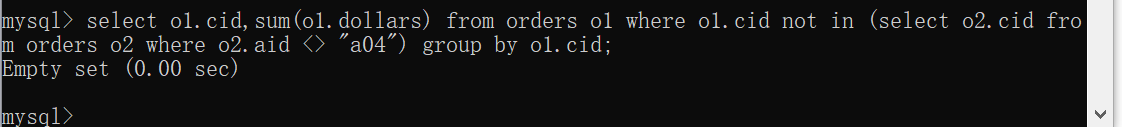 mysql> select o1.cid,sum(o1.dollars) from orders o1 where o1.cid not in (select o2.cid fro
m orders o2 where o2.aid <> "a04") group by o1.cid;
Empty set (0.00 sec)
mysql>